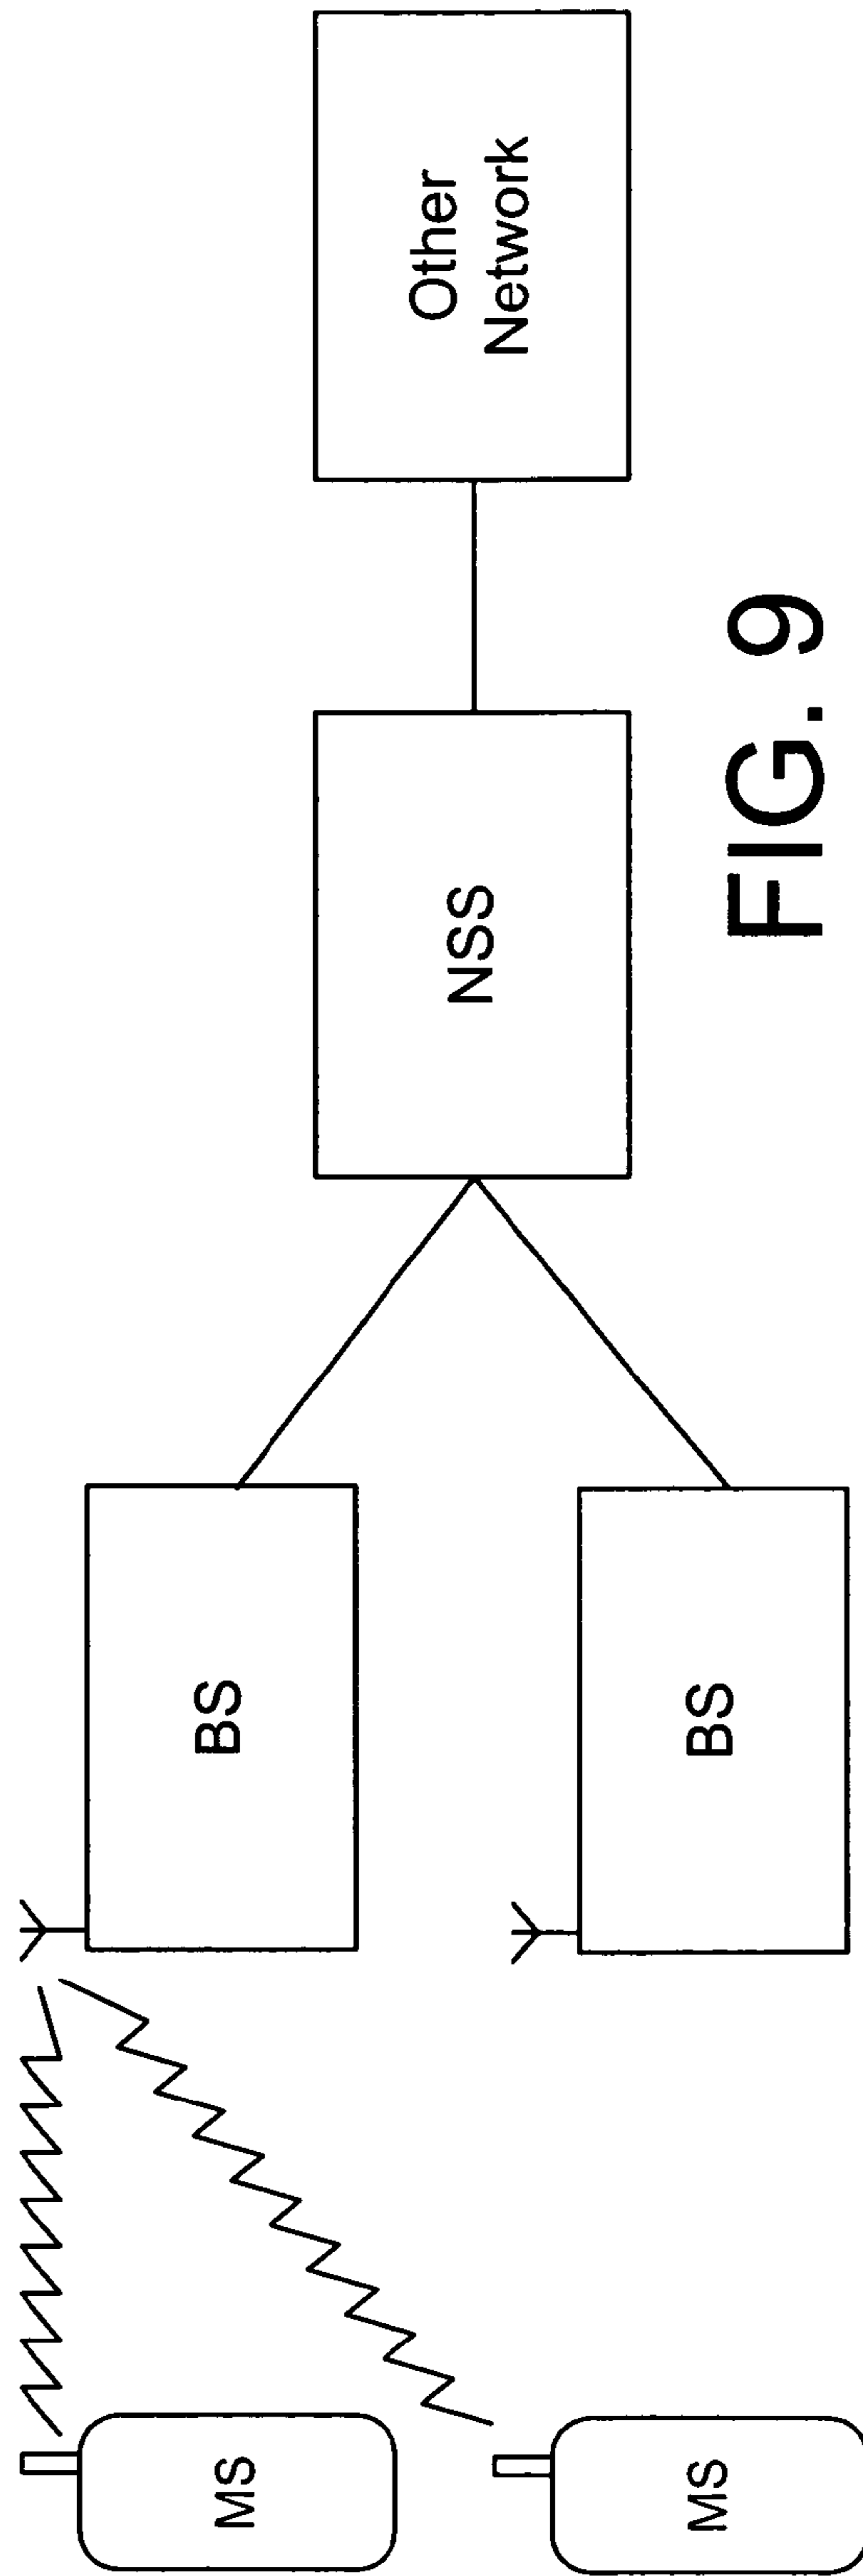 MS
MS
BS
BS
NSS
Other
Network
FIG. 9